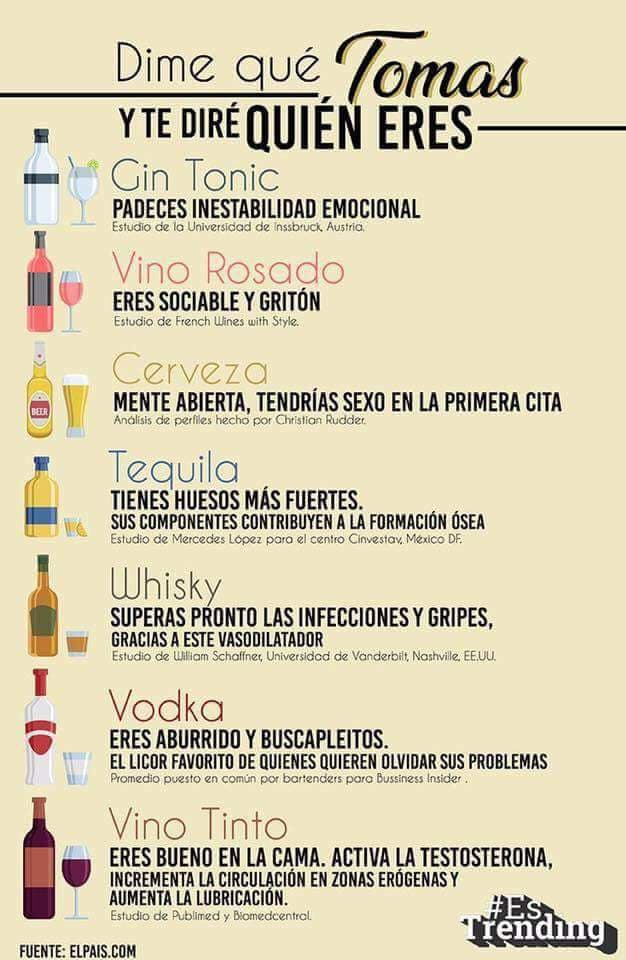 Dime qué Tomas
Y TE DIRÉ QUIÉN ERES
Gin Tonic
PADECES INESTABILIDAD EMOCIONAL
Estudio de la Universidad de Inssbruck, Austria.
Vino Rosado
ERES SOCIABLE Y GRITÓN
Estudio de French Wines with Style.
Cerveza
BEER
MENTE ABIERTA, TENDRÍAS SEXO EN LA PRIMERA CITA
Análisis de perfiles hecho por Christian Rudder.
Tequila
TIENES HUESOS MÁS FUERTES.
SUS COMPONENTES CONTRIBUYEN A LA FORMACIÓN ÓSEA
Estudio de Mercedes López para el centro Cinvestav, México DF.
Whisky
SUPERAS PRONTO LAS INFECCIONES Y GRIPES,
GRACIAS A ESTE VASODILATADOR
Estudio de William Schaffner, Universidad de Vanderbilt, Nashville, EE.UU.
Vodka
ERES ABURRIDO Y BUSCAPLEITOS.
EL LICOR FAVORITO DE QUIENES QUIEREN OLVIDAR SUS PROBLEMAS
Promedio puesto en común por bartenders para Bussiness Insider .
Vino Tinto
ERES BUENO EN LA CAMA. ACTIVA LA TESTOSTERONA,
INCREMENTA LA CIRCULACIÓN EN ZONAS ERÓGENAS Y
AUMENTA LA LUBRICACIÓN.
Estudio de Publimed y Biomedcentral.
#Es
Trending
FUENTE: ELPAIS.COM